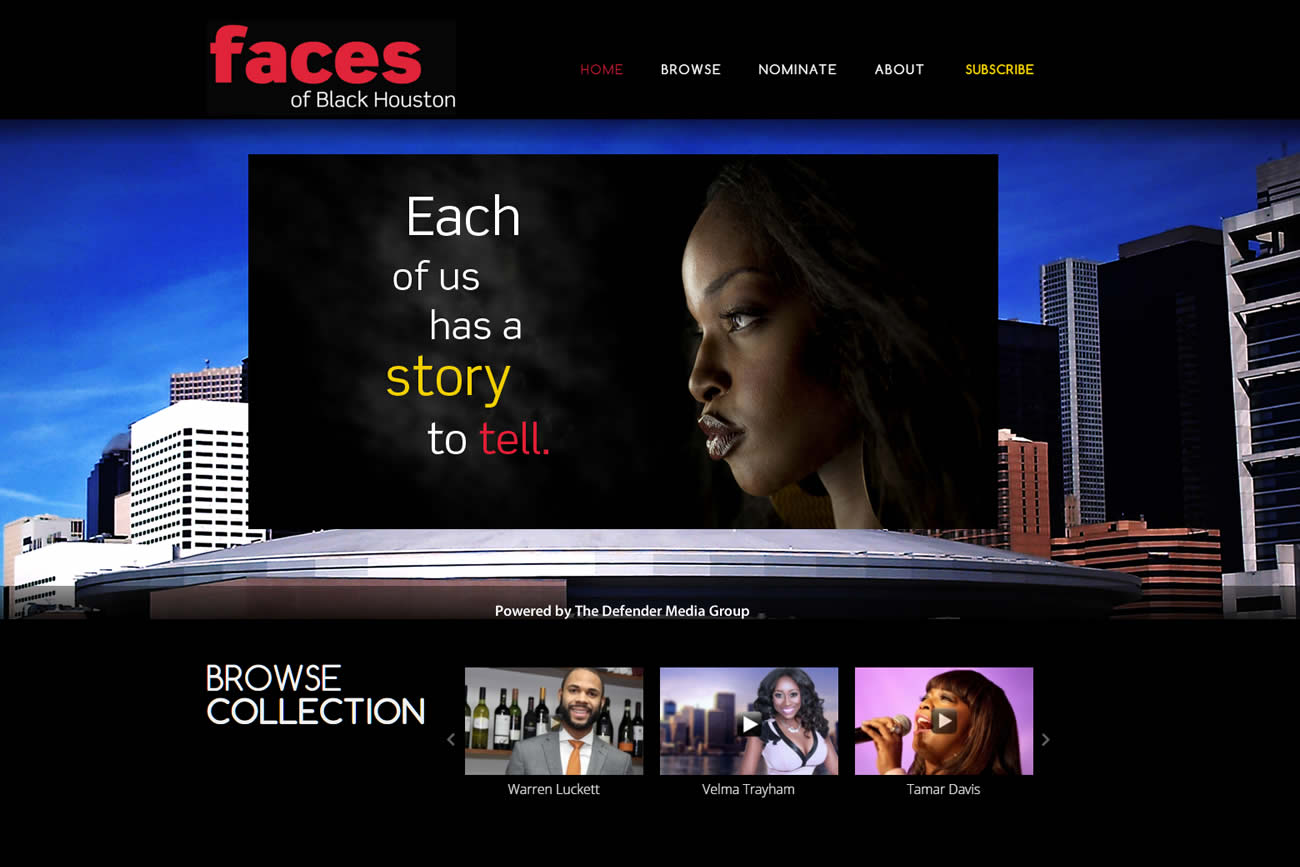 faces
of Black Houston
HOME BROWSE NOMINATE ABOUT SUBSCRIBE
Each
of us
has a
story
to tell.
Powered by The Defender Media Group
BROWSE
COLLECTION
Warren Luckett
Velma Trayham
Tamar Davis